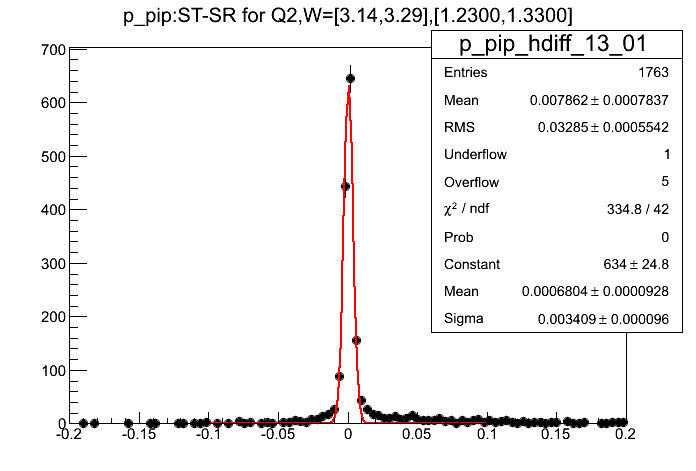 p_pip:ST-SR for Q2,W=[3.14,3.29],[1.2300,1.3300]
p_pip_hdiff_13_01
Entries 1763
Mean 0.007862 ± 0.0007837
RMS 0.03285 ± 0.0005542
Underflow 1
Overflow 5
χ² / ndf 334.8 / 42
Prob 0
Constant 634 ± 24.8
Mean 0.0006804 ± 0.0000928
Sigma 0.003409 ± 0.000096
700
600
500
400
300
200
100
0
-0.2 -0.15 -0.1 -0.05 0 0.05 0.1 0.15 0.2